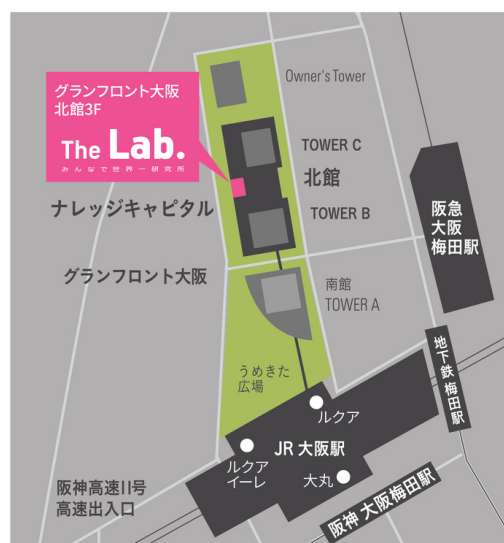 Owner's Tower
グランフロント大阪
北館3F
The Lab.
みんなで世界一研究所
TOWER C
北館
ナレッジキャピタル
TOWER B
阪急
大阪
梅田駅
グランフロント大阪
南館
TOWER A
うめきた
広場
地下鉄 梅田駅
ルクア
JR 大阪駅
ルクア
イーレ
大丸
阪神高速11号
高速出入口
阪神 大阪梅田駅